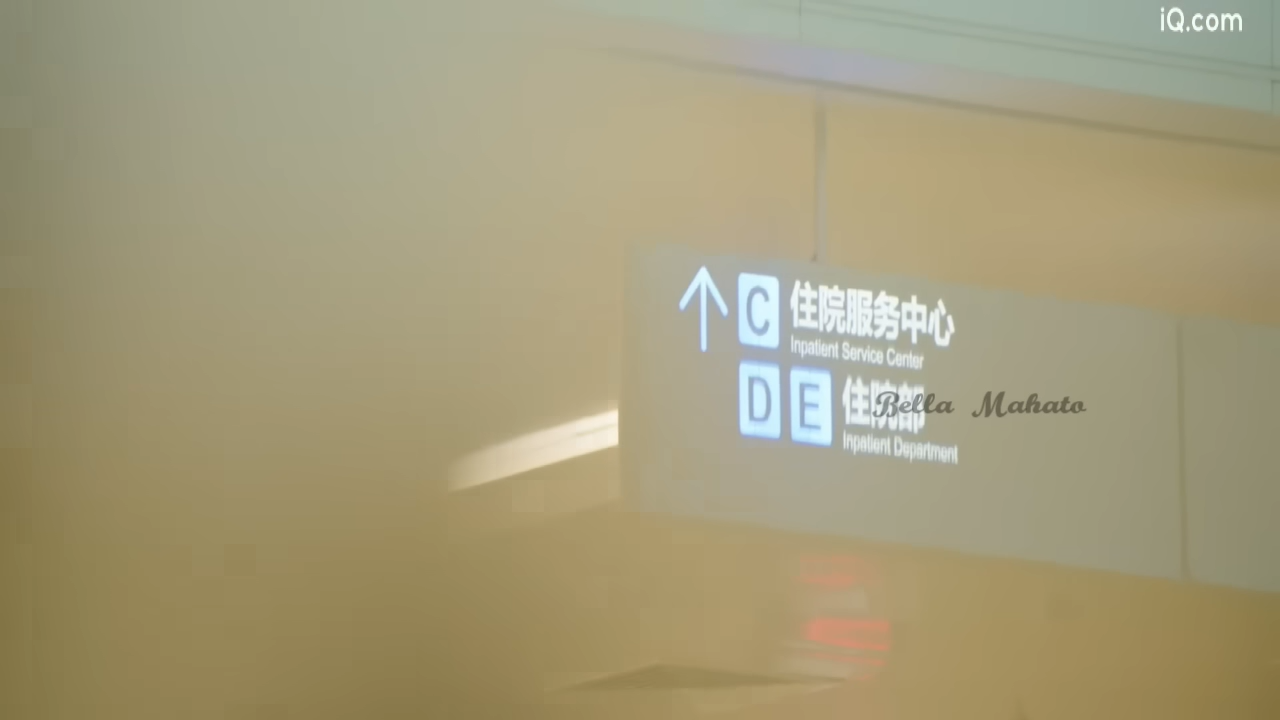 iQ.com
C 住院服务中心
Inpatient Service Center
D E 住院部
Bella Mahato
Inpatient Department